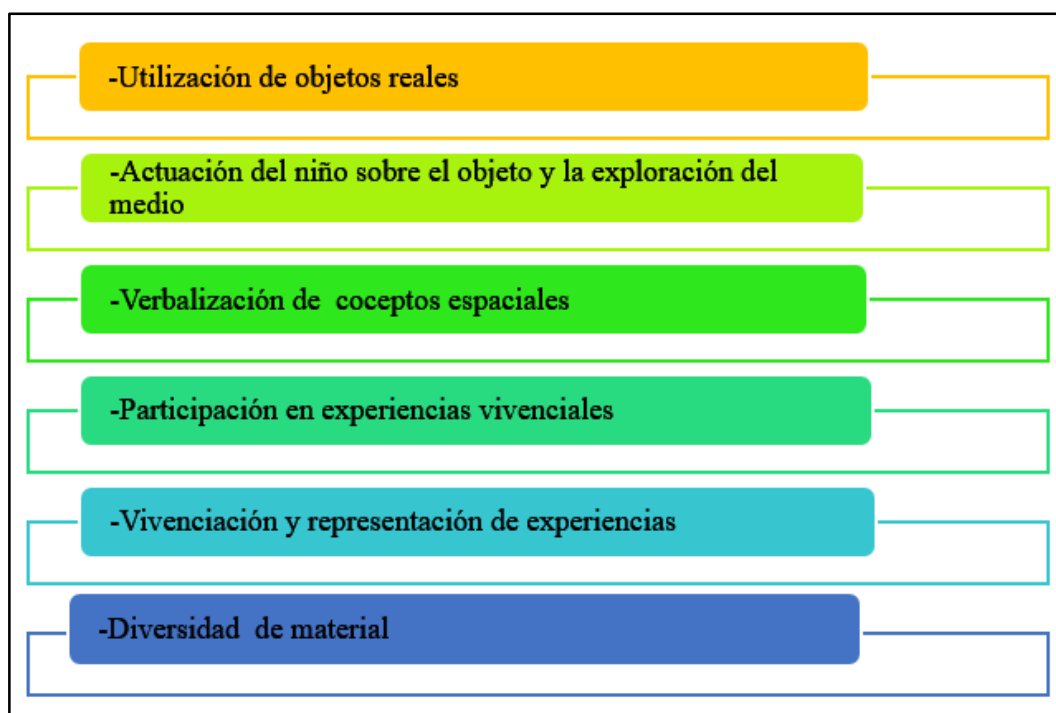 -Utilización de objetos reales
-Actuación del niño sobre el objeto y la exploración del
medio
-Verbalización de coceptos espaciales
-Participación en experiencias vivenciales
-Vivenciación y representación de experiencias
-Diversidad de material